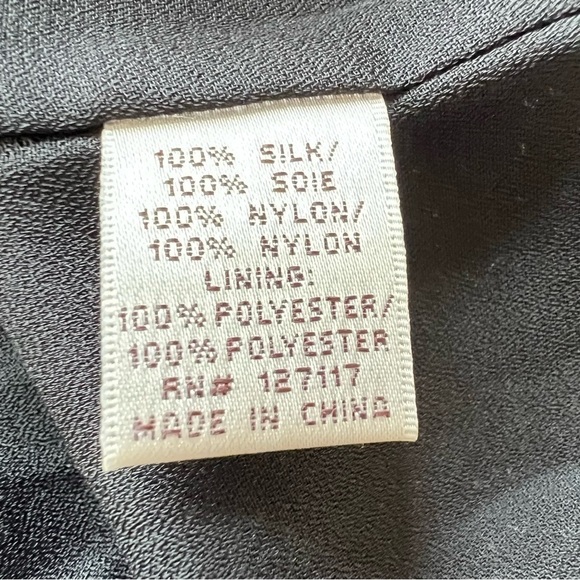 100% SILK/
100% SOIE
100% NYLON/
100% NYLON
LINING:
100% POLYESTER/
100% POLYESTER
RN# 127117
MADE IN CHINA